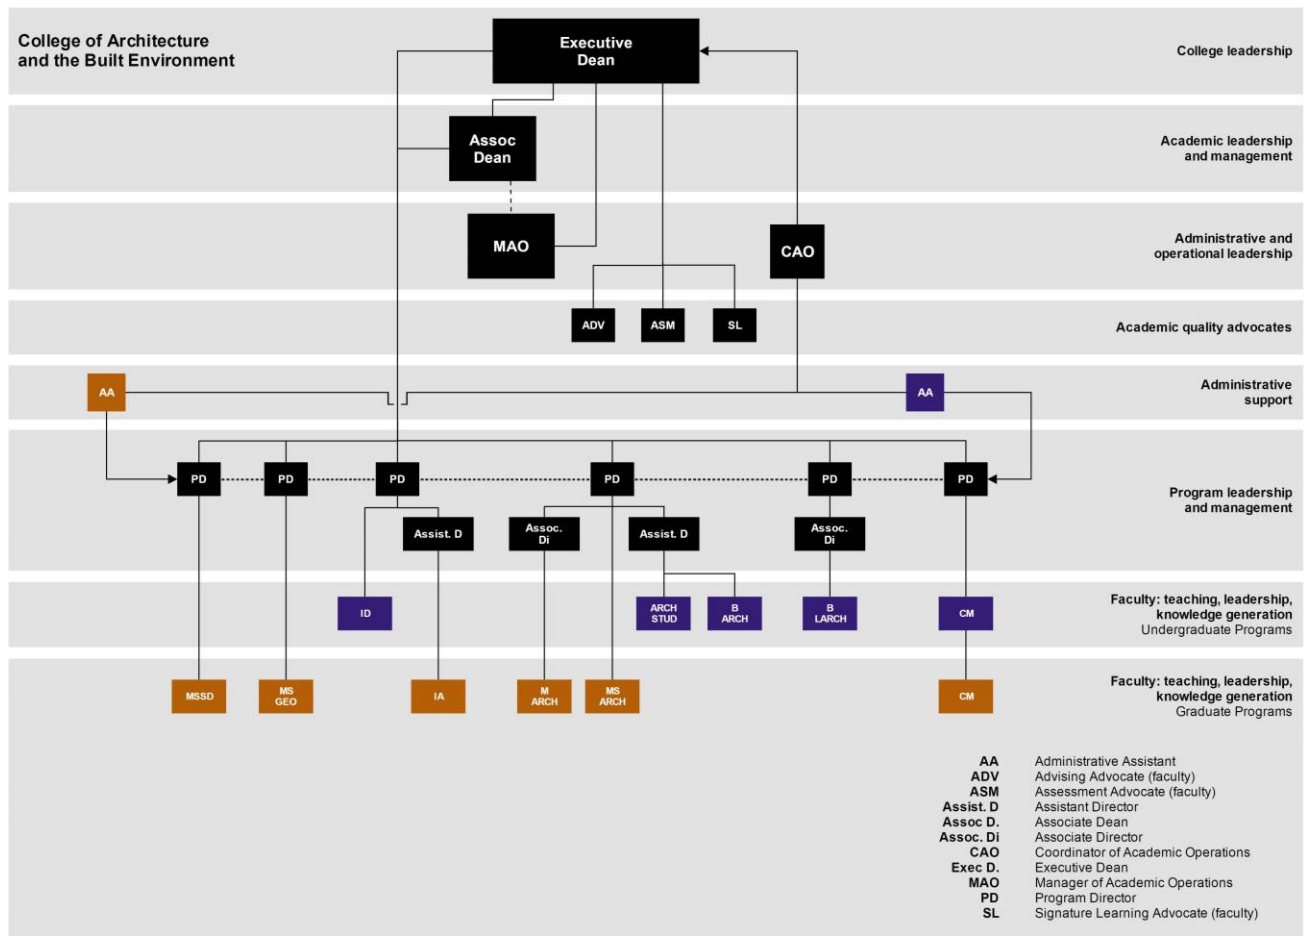 College of Architecture
and the Built Environment
Executive
Dean
College leadership
Assoc
Dean
Academic leadership
and management
MAO
CAO
Administrative and
operational leadership
ADV
ASM
SL
Academic quality advocates
AA
AA
Administrative
support
PD
PD
PD
PD
PD
PD
Program leadership
and management
Assist. D
Assoc.
Di
Assist. D
Assoc.
Di
ID
ARCH
STUD
B
ARCH
B
LARCH
CM
Faculty: teaching, leadership,
knowledge generation
Undergraduate Programs
MSSD
MS
GEO
IA
M
ARCH
MS
ARCH
CM
Faculty: teaching, leadership,
knowledge generation
Graduate Programs
AA Administrative Assistant
ADV Advising Advocate (faculty)
ASM Assessment Advocate (faculty)
Assist. D Assistant Director
Assoc D. Associate Dean
Assoc. Di Associate Director
CAO Coordinator of Academic Operations
Exec D. Executive Dean
MAO Manager of Academic Operations
PD Program Director
SL Signature Learning Advocate (faculty)